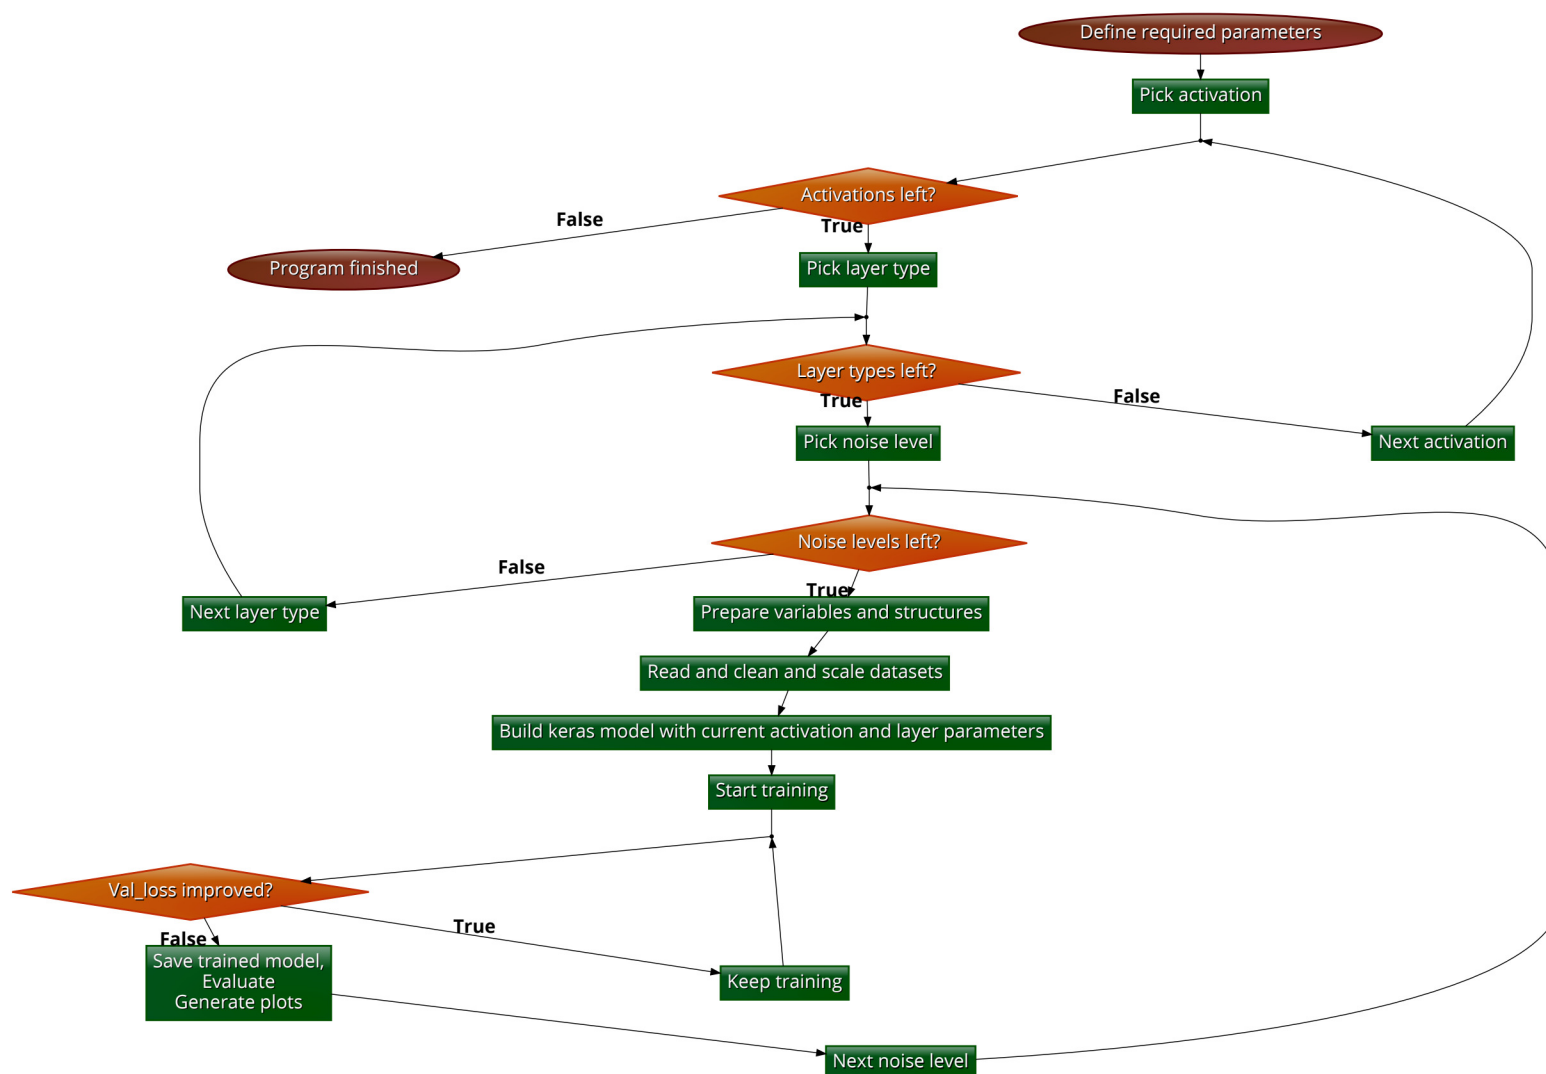 Define required parameters
Pick activation
Activations left?
False
True
Program finished
Pick layer type
Layer types left?
True
False
Pick noise level
Next activation
Noise levels left?
False
True
Next layer type
Prepare variables and structures
Read and clean and scale datasets
Build keras model with current activation and layer parameters
Start training
Val_loss improved?
True
False
Save trained model,
Evaluate
Generate plots
Keep training
Next noise level